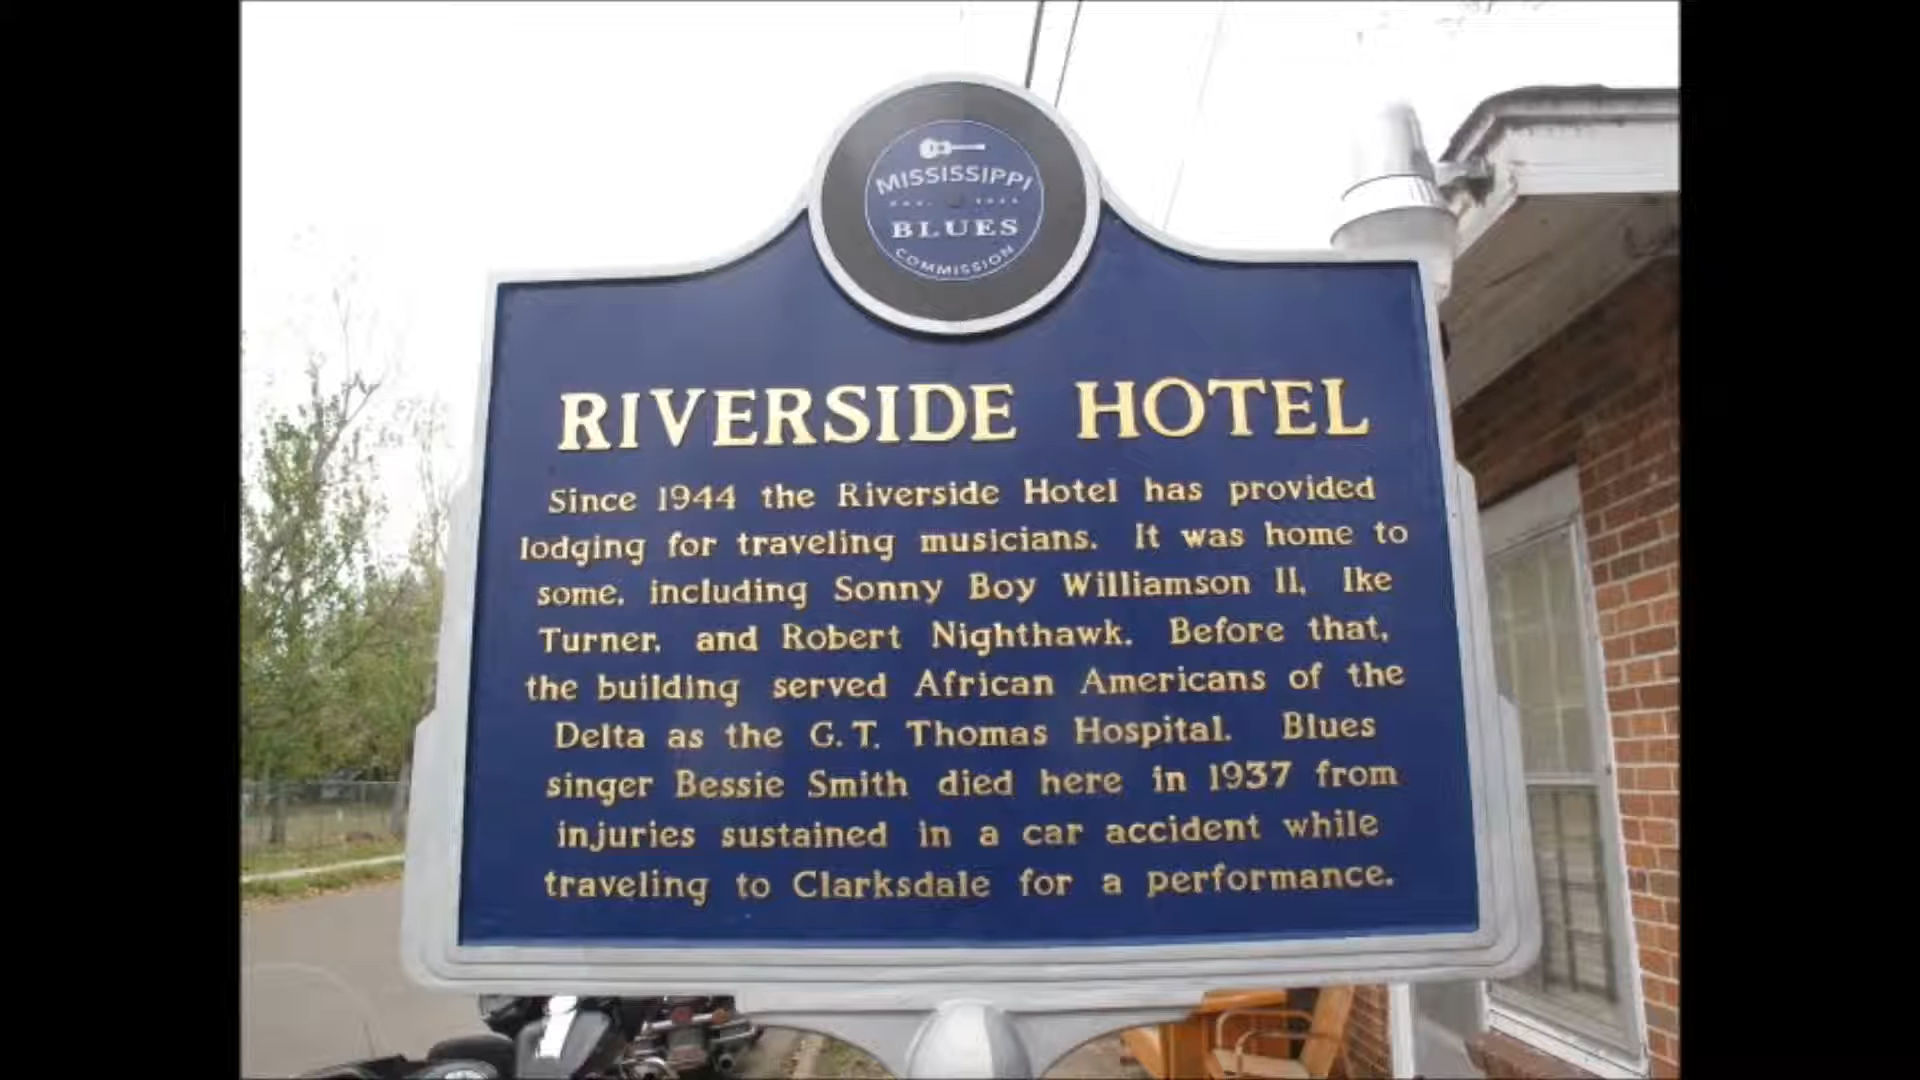 MISSISSIPPI
BLUES
COMMISSION
RIVERSIDE HOTEL
Since 1944 the Riverside Hotel has provided
lodging for traveling musicians. It was home to
some, including Sonny Boy Williamson II, Ike
Turner, and Robert Nighthawk. Before that,
the building served African Americans of the
Delta as the G.T. Thomas Hospital. Blues
singer Bessie Smith died here in 1937 from
injuries sustained in a car accident while
traveling to Clarksdale for a performance.